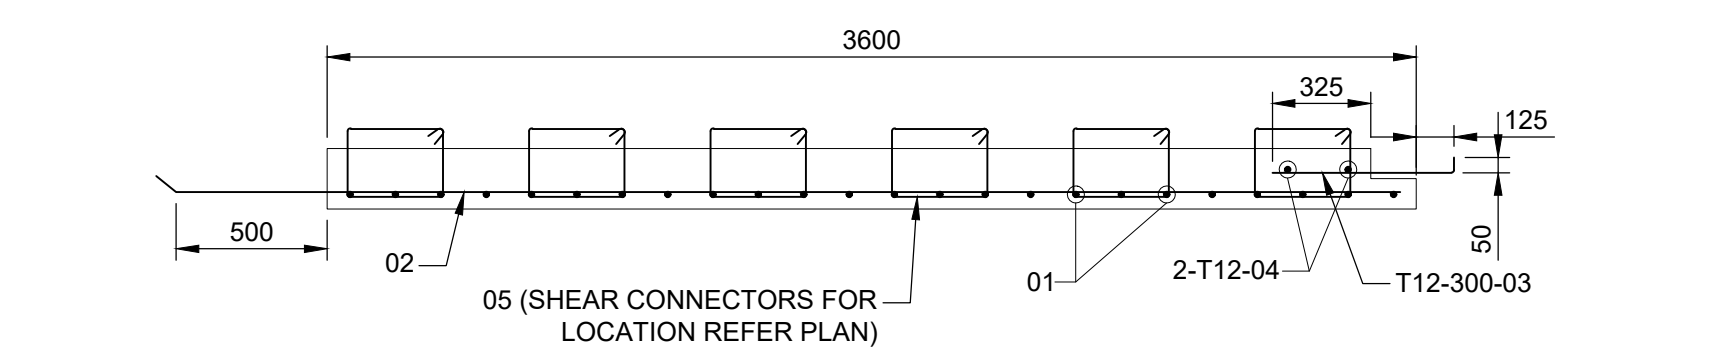 3600
325
125
500
50
02
01
2-T12-04
T12-300-03
05 (SHEAR CONNECTORS FOR
LOCATION REFER PLAN)